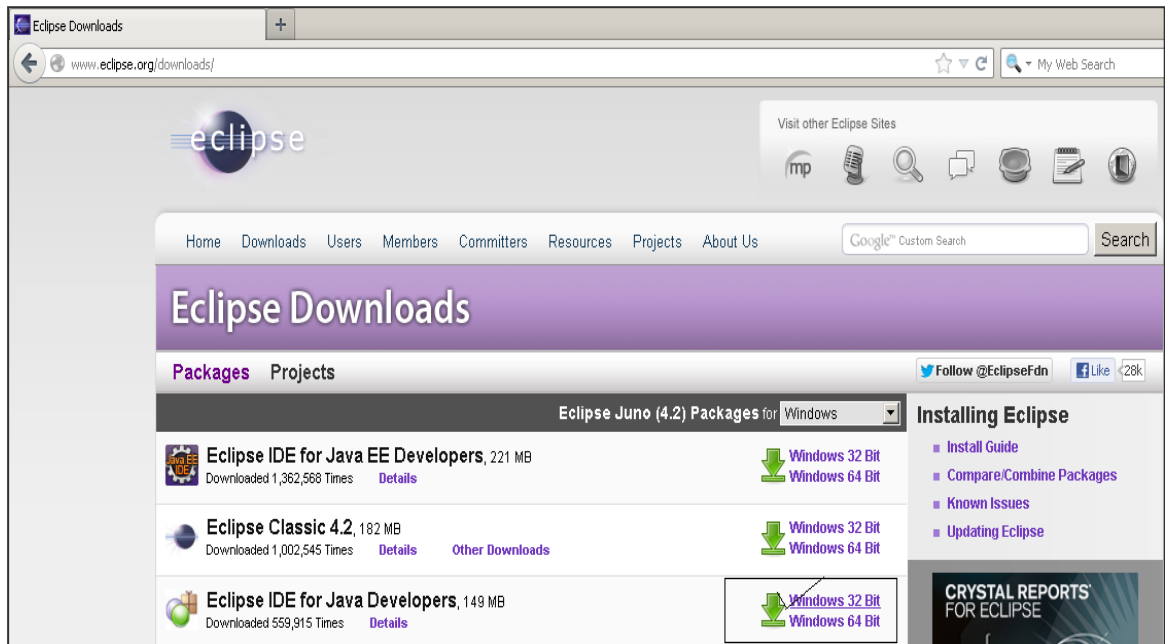 Eclipse Downloads
+
www.eclipse.org/downloads/
My Web Search
eclipse
Visit other Eclipse Sites
mp
Home Downloads Users Members Committers Resources Projects About Us
Google™ Custom Search
Search
Eclipse Downloads
Packages Projects
Follow @EclipseFdn
Like
28k
Eclipse Juno (4.2) Packages for Windows
Java EE
IDE
Eclipse IDE for Java EE Developers, 221 MB
Downloaded 1,362,568 Times Details
Windows 32 Bit
Windows 64 Bit
Eclipse Classic 4.2, 182 MB
Downloaded 1,002,545 Times Details Other Downloads
Windows 32 Bit
Windows 64 Bit
Eclipse IDE for Java Developers, 149 MB
Downloaded 559,915 Times Details
Windows 32 Bit
Windows 64 Bit
Installing Eclipse
Install Guide
Compare/Combine Packages
Known Issues
Updating Eclipse
CRYSTAL REPORTS'
FOR ECLIPSE